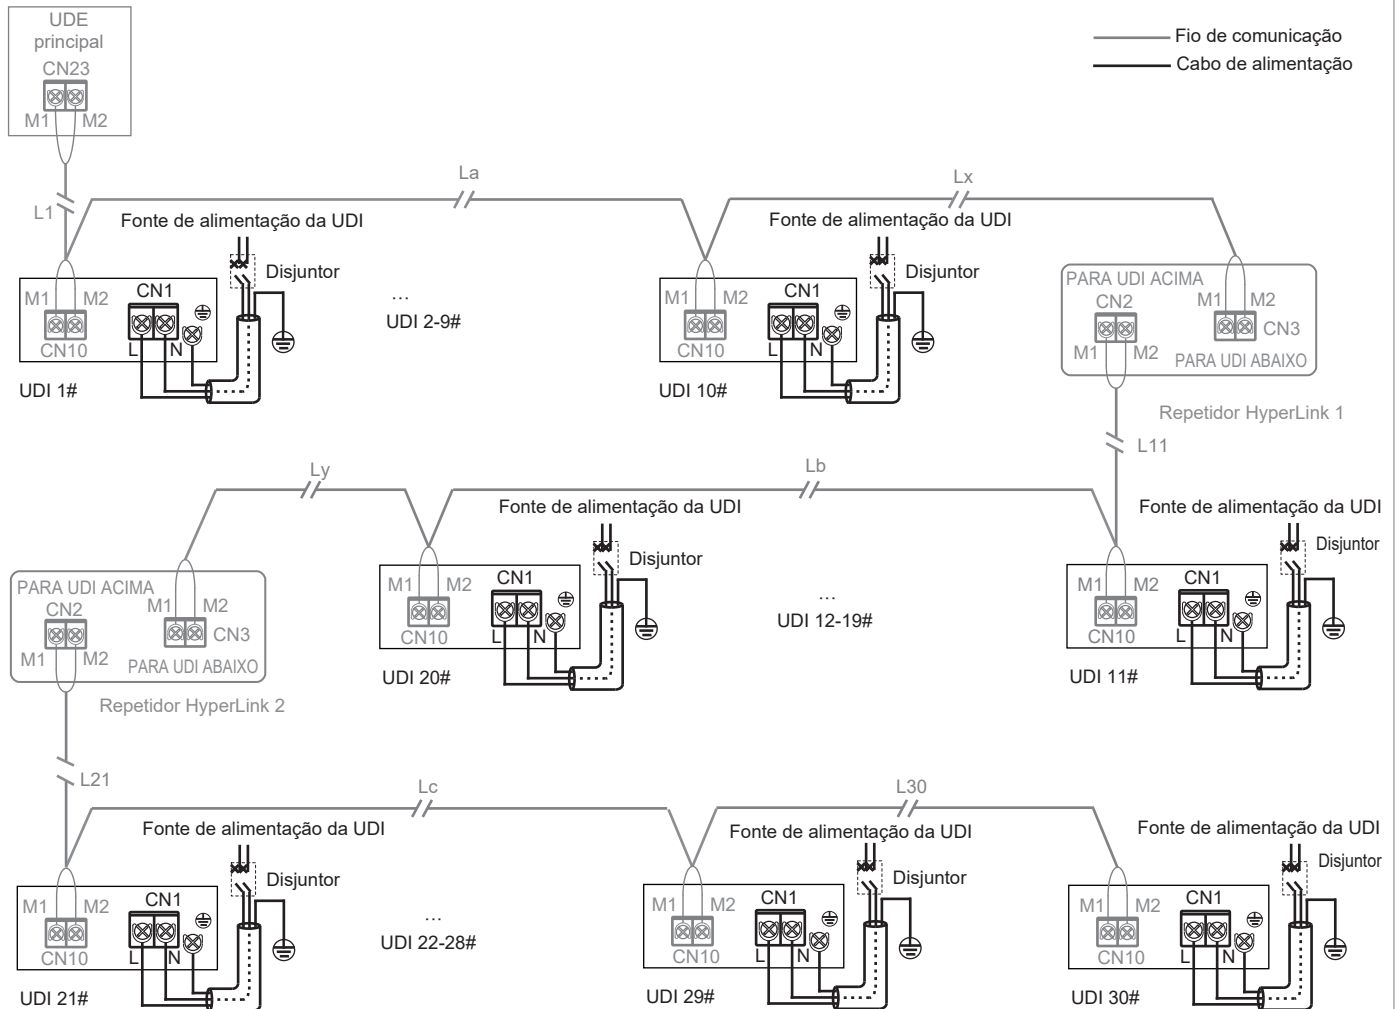 UDE
principal
CN23
M1 M2
Fio de comunicação
Cabo de alimentação
L1
La
Lx
Fonte de alimentação da UDI
Disjuntor
M1 M2
CN1
CN10
L N
UDI 1#
...
UDI 2-9#
Fonte de alimentação da UDI
Disjuntor
M1 M2
CN1
CN10
L N
UDI 10#
PARA UDI ACIMA
CN2
M1 M2
M1 M2
CN3
PARA UDI ABAIXO
Repetidor HyperLink 1
L11
Ly
Lb
PARA UDI ACIMA
CN2
M1 M2
M1 M2
CN3
PARA UDI ABAIXO
Repetidor HyperLink 2
Fonte de alimentação da UDI
Disjuntor
M1 M2
CN1
CN10
L N
UDI 20#
...
UDI 12-19#
Fonte de alimentação da UDI
Disjuntor
M1 M2
CN1
CN10
L N
UDI 11#
L21
Lc
L30
Fonte de alimentação da UDI
Disjuntor
M1 M2
CN1
CN10
L N
UDI 21#
...
UDI 22-28#
Fonte de alimentação da UDI
Disjuntor
M1 M2
CN1
CN10
L N
UDI 29#
Fonte de alimentação da UDI
Disjuntor
M1 M2
CN1
CN10
L N
UDI 30#